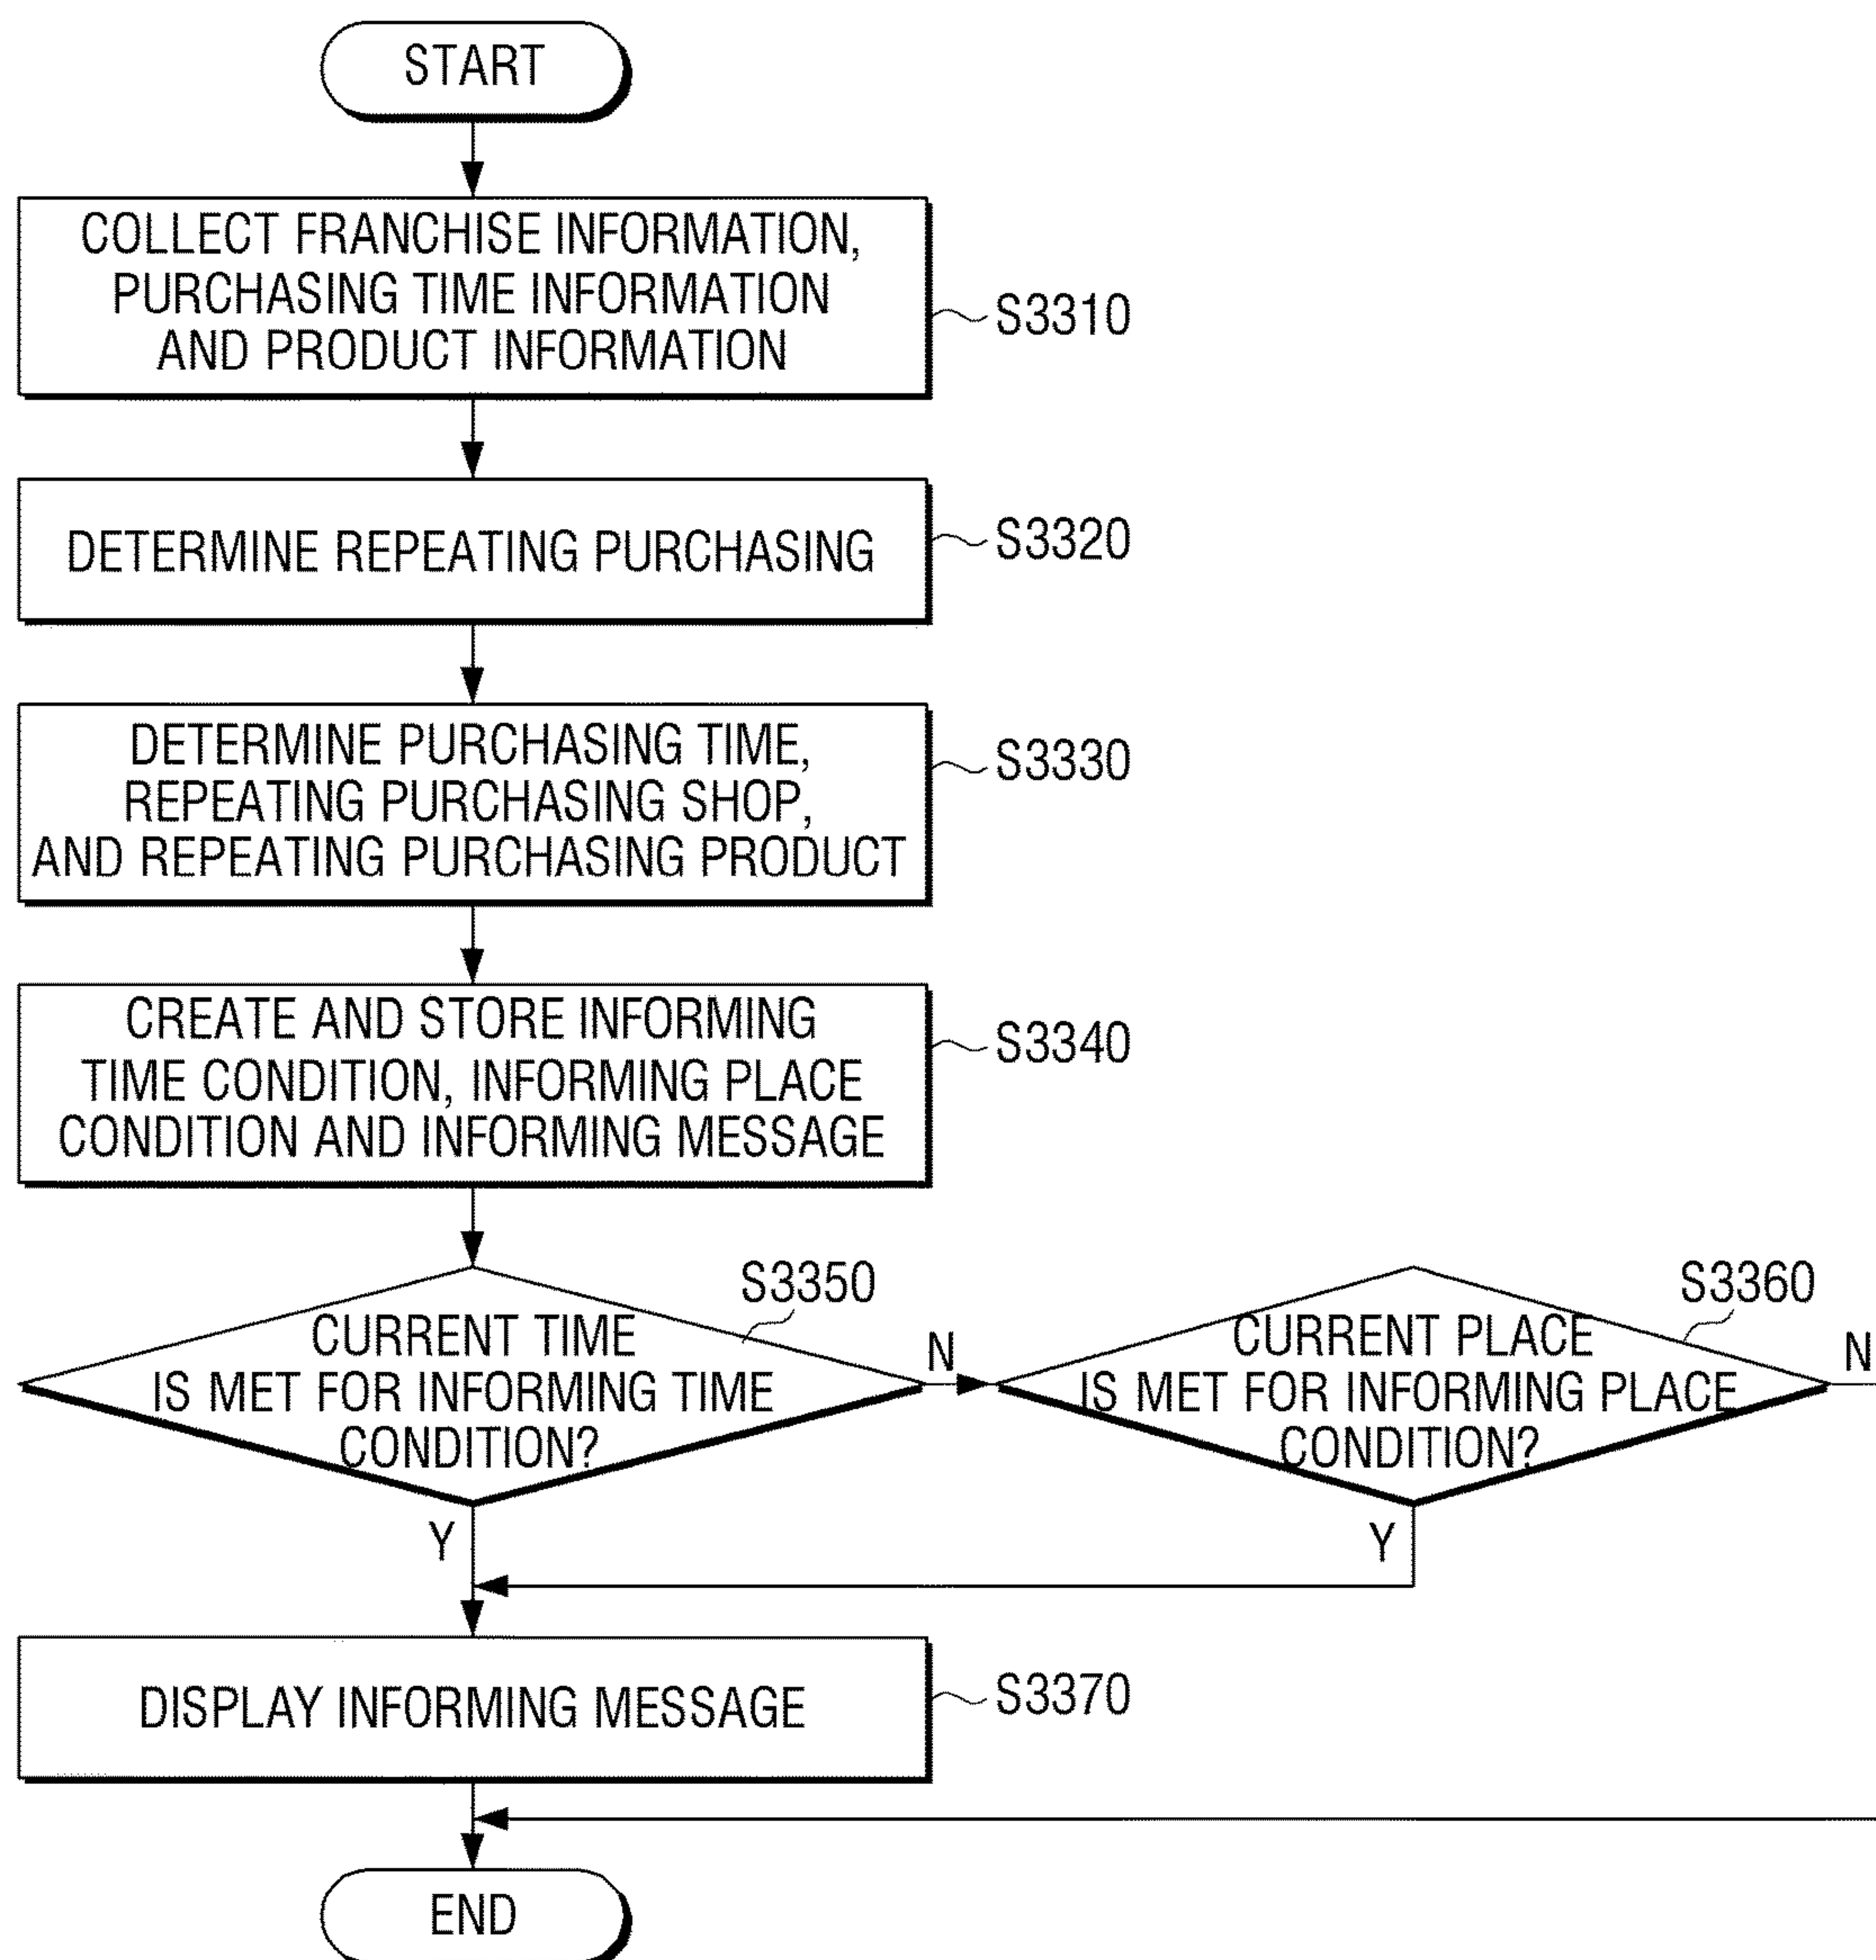 START
COLLECT FRANCHISE INFORMATION,
PURCHASING TIME INFORMATION
AND PRODUCT INFORMATION
S3310
DETERMINE REPEATING PURCHASING
S3320
DETERMINE PURCHASING TIME,
REPEATING PURCHASING SHOP,
AND REPEATING PURCHASING PRODUCT
S3330
CREATE AND STORE INFORMING
TIME CONDITION, INFORMING PLACE
CONDITION AND INFORMING MESSAGE
S3340
S3350
CURRENT TIME
IS MET FOR INFORMING TIME
CONDITION?
N
Y
S3360
CURRENT PLACE
IS MET FOR INFORMING PLACE
CONDITION?
N
Y
DISPLAY INFORMING MESSAGE
S3370
END